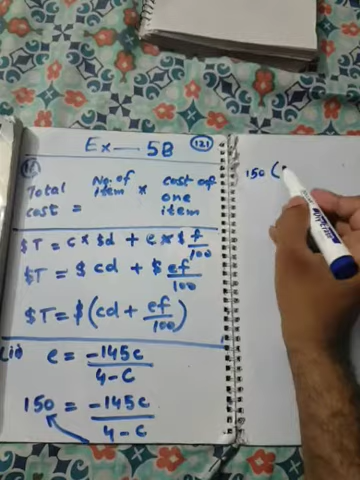 Ex — 5B
121
Total cost = No. of item × cost of one item
$T = c × $d + e × $ f/100
$T = $ cd + $ ef/100
$T = $ (cd + ef/100)
e = -145c/4-c
150 = -145c/4-c
150 (